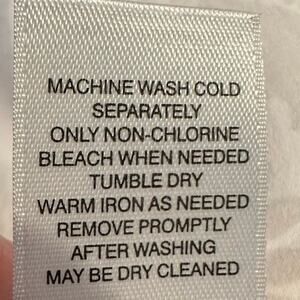 MACHINE WASH COLD
SEPARATELY
ONLY NON-CHLORINE
BLEACH WHEN NEEDED
TUMBLE DRY
WARM IRON AS NEEDED
REMOVE PROMPTLY
AFTER WASHING
MAY BE DRY CLEANED